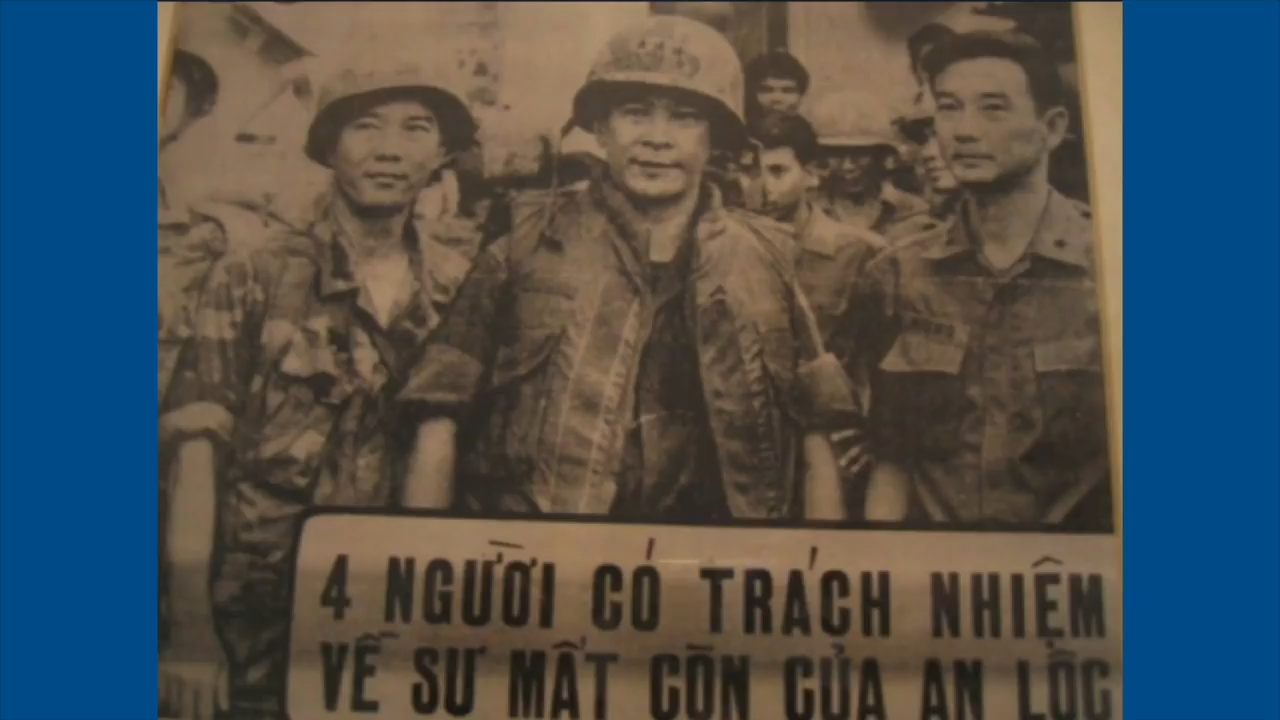 4 NGƯỜI CÓ TRÁCH NHIỆM
VỀ SỰ MẤT CÒN CỦA AN LỘC